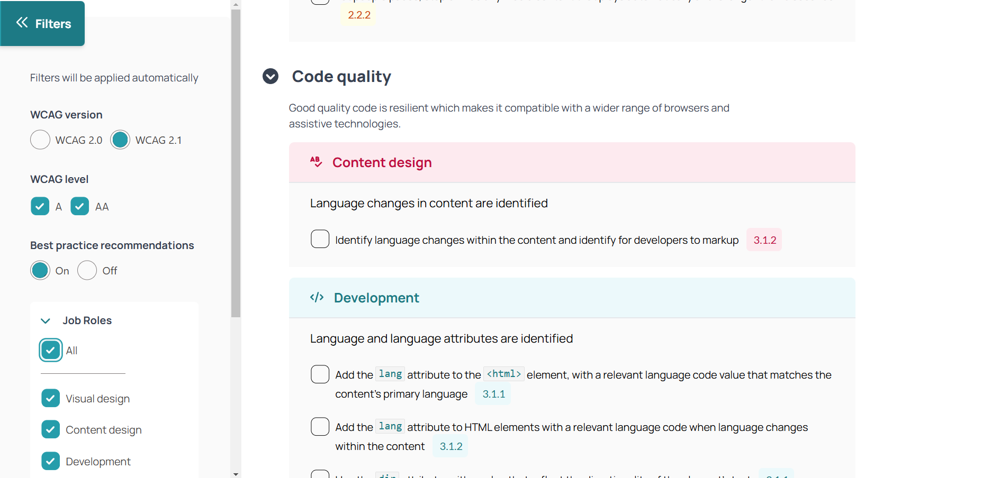 Filters
Filters will be applied automatically
WCAG version
WCAG 2.0 WCAG 2.1
WCAG level
A AA
Best practice recommendations
On Off
Job Roles
All
Visual design
Content design
Development
2.2.2
Code quality
Good quality code is resilient which makes it compatible with a wider range of browsers and
assistive technologies.
AB Content design
Language changes in content are identified
Identify language changes within the content and identify for developers to markup 3.1.2
</> Development
Language and language attributes are identified
Add the lang attribute to the <html> element, with a relevant language code value that matches the
content's primary language 3.1.1
Add the lang attribute to HTML elements with a relevant language code when language changes
within the content 3.1.2